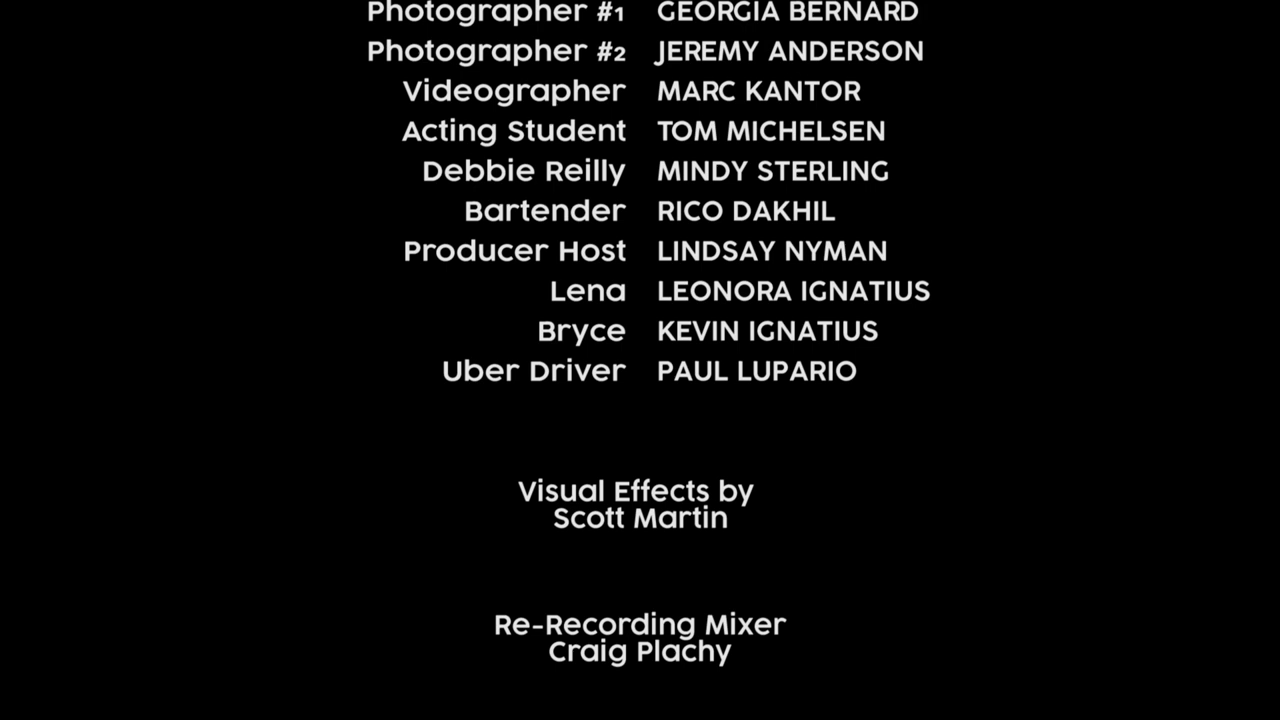 Photographer #1 GEORGIA BERNARD
Photographer #2 JEREMY ANDERSON
Videographer MARC KANTOR
Acting Student TOM MICHELSEN
Debbie Reilly MINDY STERLING
Bartender RICO DAKHIL
Producer Host LINDSAY NYMAN
Lena LEONORA IGNATIUS
Bryce KEVIN IGNATIUS
Uber Driver PAUL LUPARIO
Visual Effects by
Scott Martin
Re-Recording Mixer
Craig Plachy